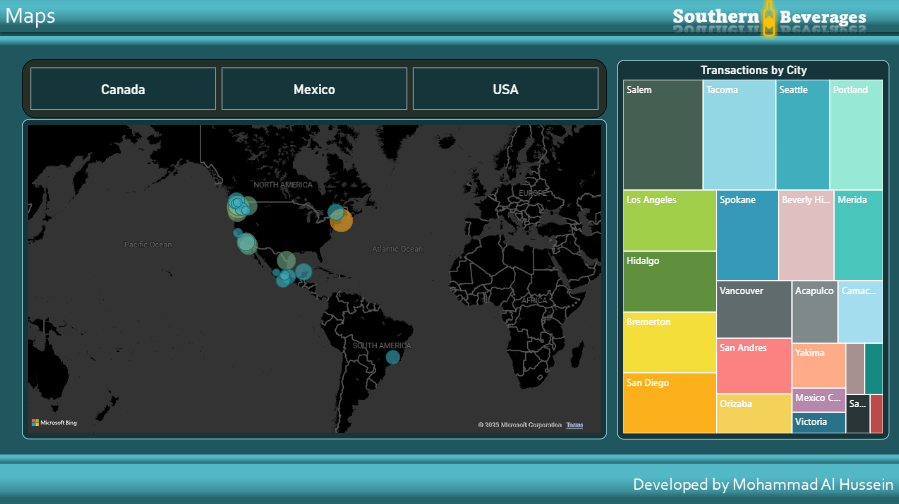 Maps
Southern Beverages
Canada
Mexico
USA
NORTH AMERICA
EUROPE
Pacific Ocean
Atlantic Ocean
AFRICA
SOUTH AMERICA
Microsoft Bing
© 2025 Microsoft Corporation Terms
Transactions by City
Salem
Tacoma
Seattle
Portland
Los Angeles
Spokane
Beverly Hi...
Merida
Hidalgo
Vancouver
Acapulco
Camac...
Bremerton
San Andres
Yakima
San Diego
Orizaba
Mexico C...
Sa...
Victoria
Developed by Mohammad Al Hussein